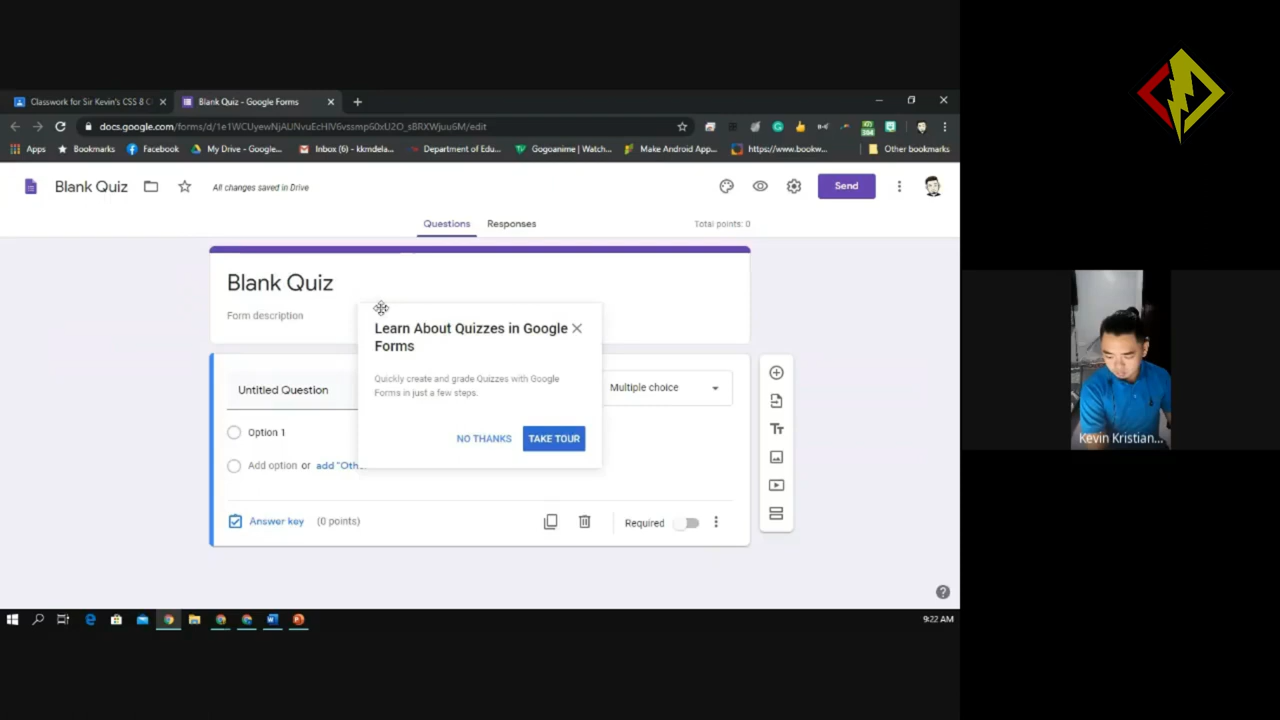 Classwork for Sir Kevin's CSS 8 C
Blank Quiz - Google Forms
docs.google.com/forms/d/1e1WCUyewNjAUNvuEcHIV6vssmp60xU2O_sBRXWjuu6M/edit
Apps
Bookmarks
Facebook
My Drive - Google...
Inbox (6) - kkmdela...
Department of Edu...
Gogoanime | Watch...
Make Android App...
https://www.bookw...
Other bookmarks
Blank Quiz
All changes saved in Drive
Send
Questions
Responses
Total points: 0
Blank Quiz
Form description
Learn About Quizzes in Google
Forms
Quickly create and grade Quizzes with Google
Forms in just a few steps.
NO THANKS
TAKE TOUR
Untitled Question
Multiple choice
Option 1
Add option or add "Oth
Answer key (0 points)
Required
Kevin Kristian...
9:22 AM